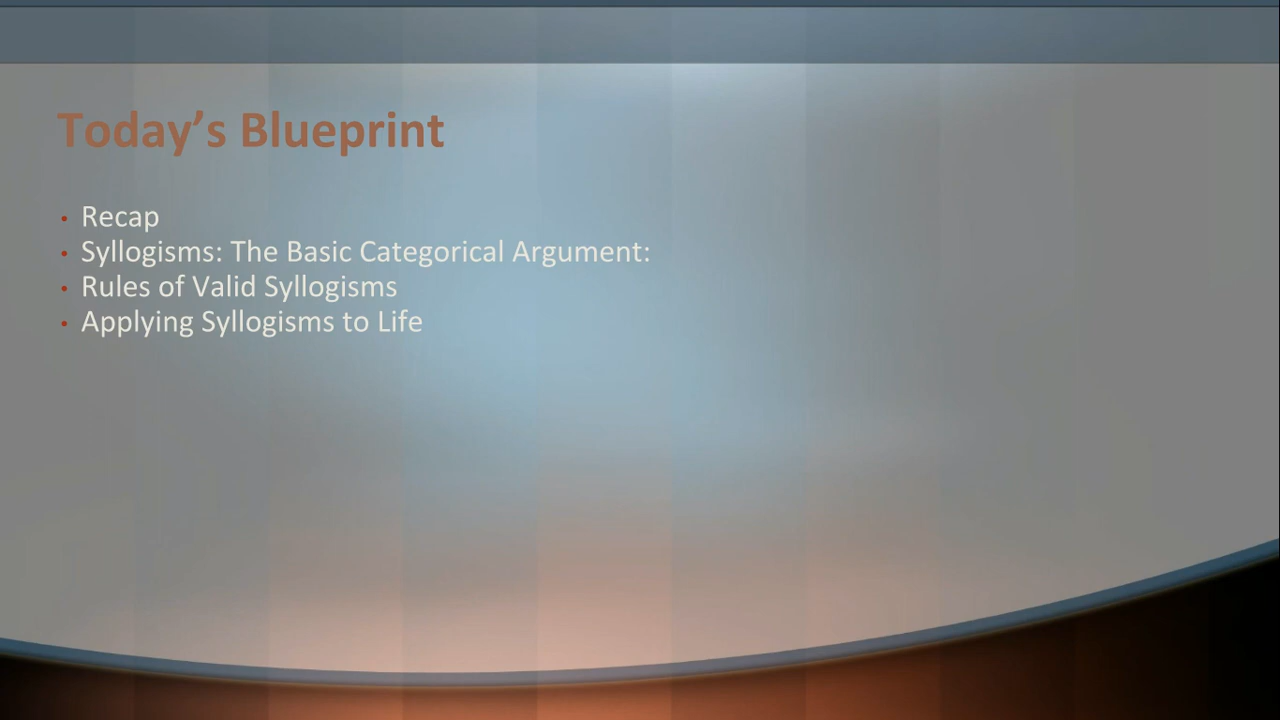 Today’s Blueprint
• Recap
• Syllogisms: The Basic Categorical Argument:
• Rules of Valid Syllogisms
• Applying Syllogisms to Life